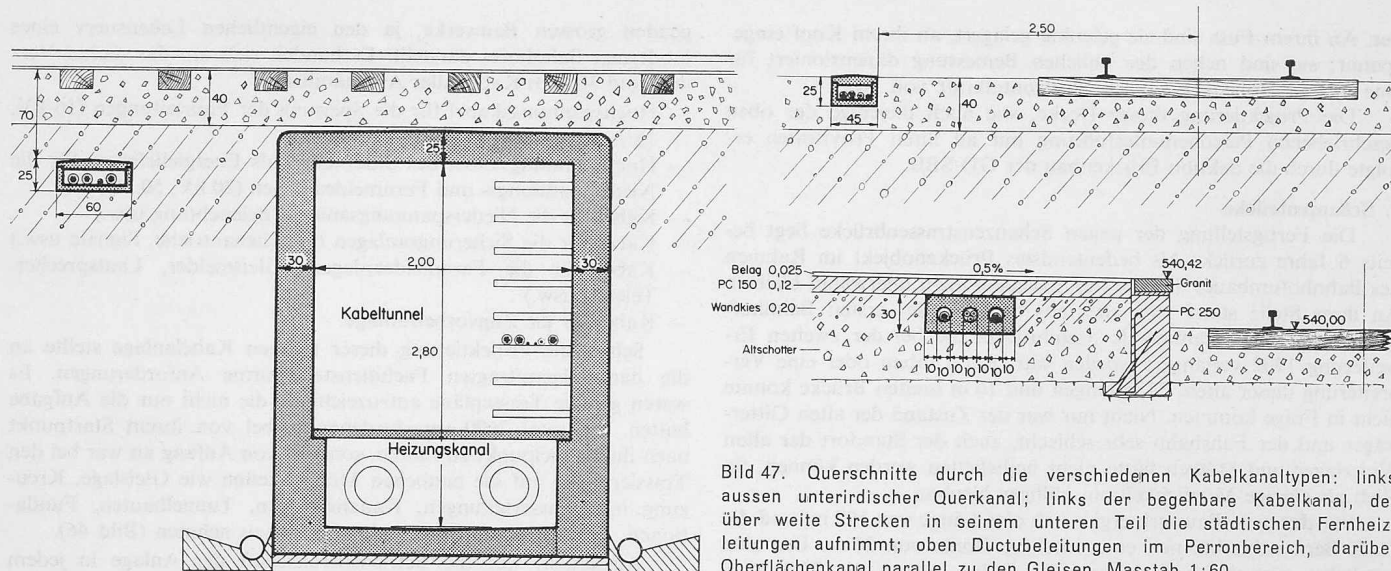 70
40
25
60
25
30
2,00
30
Kabeltunnel
2,80
Heizungskanal
2,50
25
45
40
Belag 0,025
PC 150 0,12
Wandkies 0,20
Altschotter
0,5%
540,42
Granit
PC 250
540,00
30
10 10 10 10 10 10 10
Bild 47. Querschnitte durch die verschiedenen Kabelkanaltypen: links
aussen unterirdischer Querkanal; links der begehbare Kanal, der
über weite Strecken in seinem unteren Teil die städtischen Fernheiz-
leitungen aufnimmt; oben Ductubeleitungen im Perronbereich, darüber
Oberflächenkanal parallel zu den Gleisen. Masstab 1:60